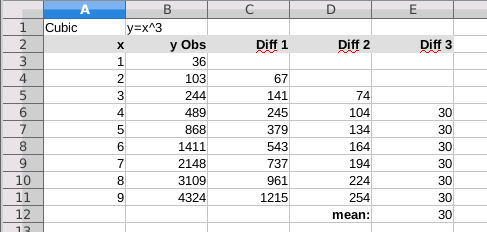 A B C D E
1 Cubic y=x^3
2 x y Obs Diff 1 Diff 2 Diff 3
3 1 36
4 2 103 67
5 3 244 141 74
6 4 489 245 104 30
7 5 868 379 134 30
8 6 1411 543 164 30
9 7 2148 737 194 30
10 8 3109 961 224 30
11 9 4324 1215 254 30
12 mean: 30
13